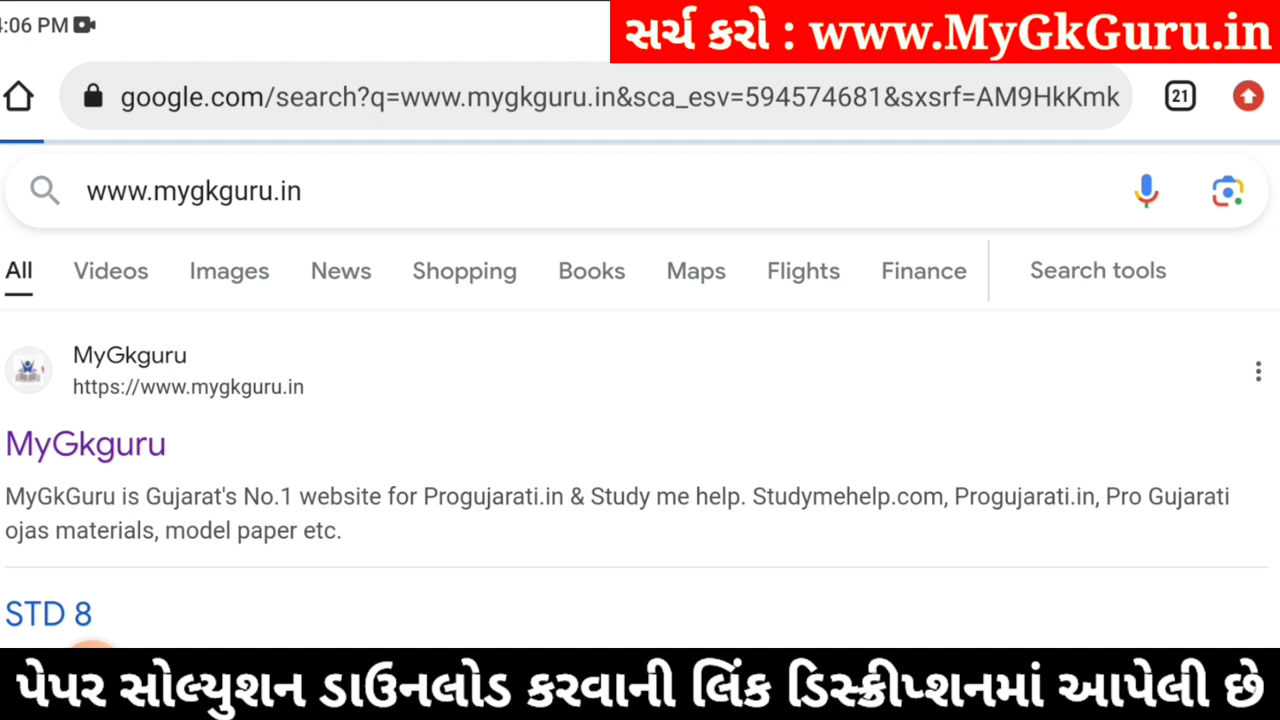 :06 PM
સર્ચ કરો : www.MyGkGuru.in
google.com/search?q=www.mygkguru.in&sca_esv=594574681&sxsrf=AM9HkKmk
21
www.mygkguru.in
All Videos Images News Shopping Books Maps Flights Finance Search tools
MyGkguru
https://www.mygkguru.in
MyGkguru
MyGkGuru is Gujarat's No.1 website for Progujarati.in & Study me help. Studymehelp.com, Progujarati.in, Pro Gujarati
ojas materials, model paper etc.
STD 8
પેપર સોલ્યુશન ડાઉનલોડ કરવાની લિંક ડિસ્ક્રીપ્શનમાં આપેલી છે